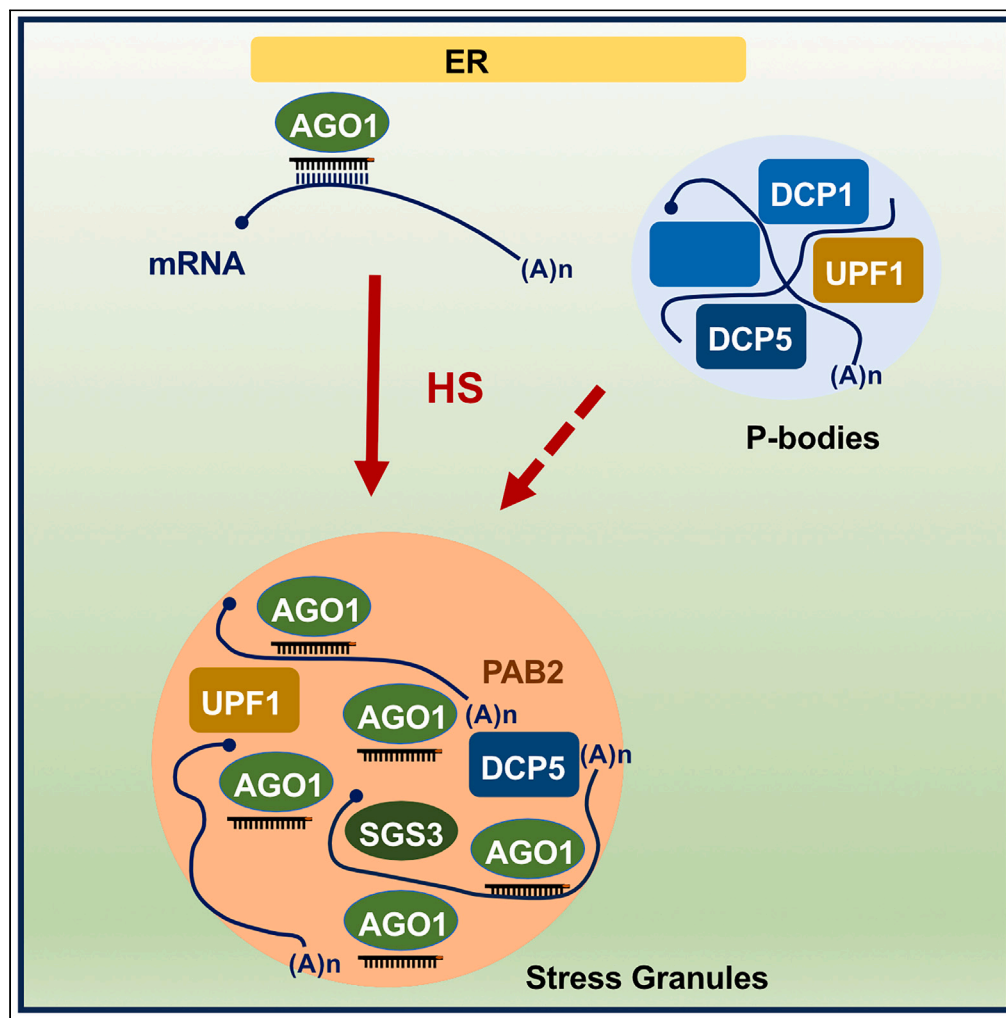 ER
AGO1
mRNA
(A)n
DCP1
UPF1
DCP5
(A)n
P-bodies
HS
AGO1
PAB2
(A)n
UPF1
AGO1
DCP5
(A)n
AGO1
SGS3
AGO1
AGO1
(A)n
Stress Granules